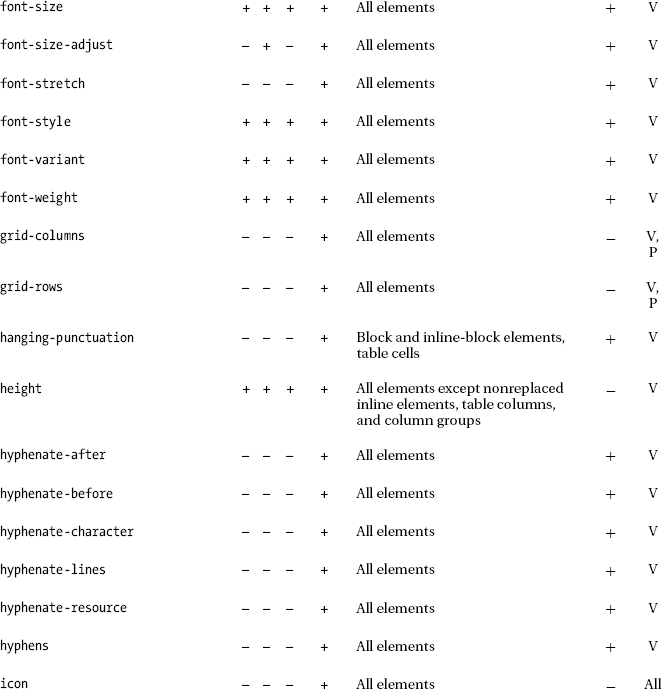 font-size + + + + All elements + V
font-size-adjust – + – + All elements + V
font-stretch – – – + All elements + V
font-style + + + + All elements + V
font-variant + + + + All elements + V
font-weight + + + + All elements + V
grid-columns – – – + All elements – V,
P
grid-rows – – – + All elements – V,
P
hanging-punctuation – – – + Block and inline-block elements, + V
table cells
height + + + + All elements except nonreplaced – V
inline elements, table columns,
and column groups
hyphenate-after – – – + All elements + V
hyphenate-before – – – + All elements + V
hyphenate-character – – – + All elements + V
hyphenate-lines – – – + All elements + V
hyphenate-resource – – – + All elements + V
hyphens – – – + All elements + V
icon – – – + All elements – All